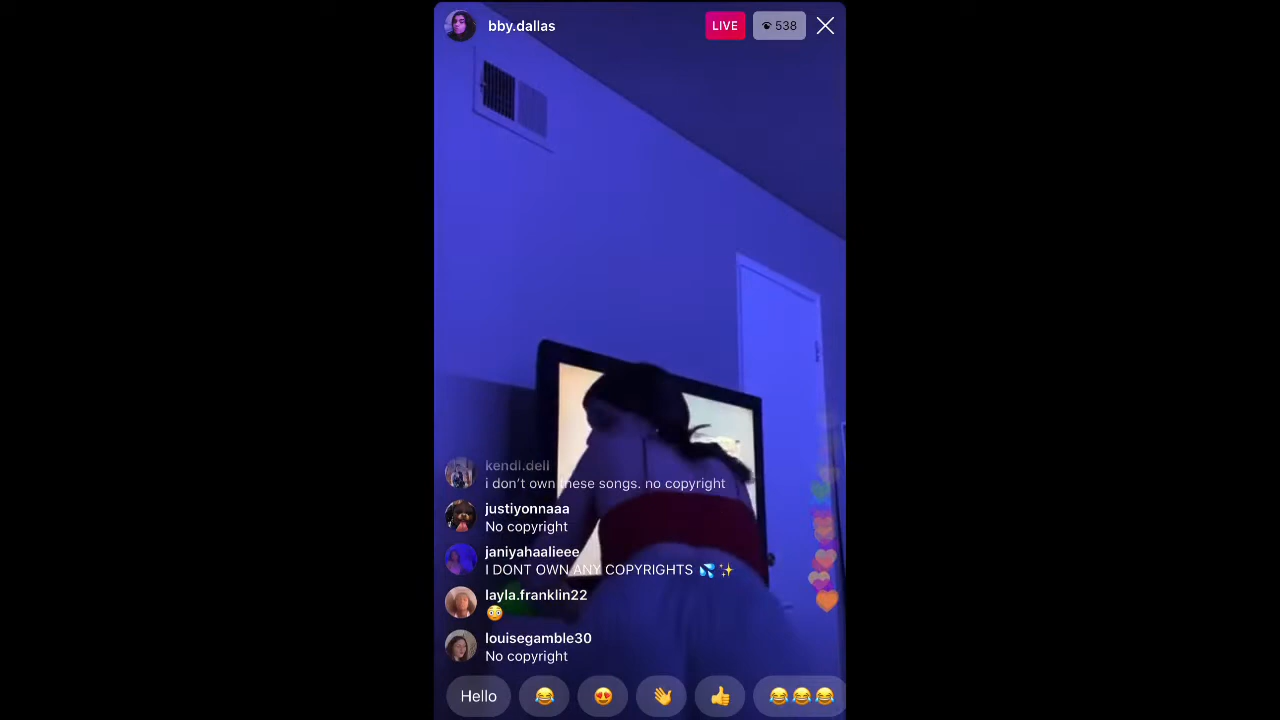 bby.dallas
LIVE
538
kendl.dell
i don't own these songs. no copyright
justiyonnaaa
No copyright
janiyahaalieee
I DONT OWN ANY COPYRIGHTS 💦✨
layla.franklin22
😳
louisegamble30
No copyright
Hello 😂 😍 👋 👍 😂😂😂